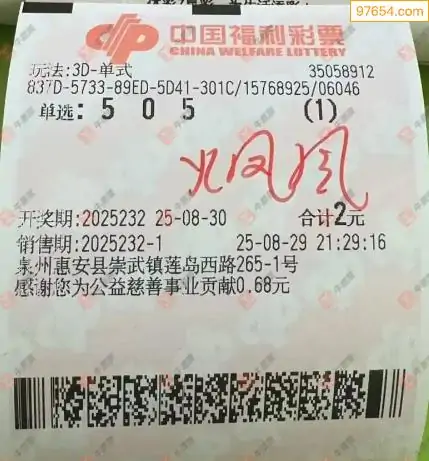 97654.com
中国福利彩票
CHINA WELFARE LOTTERY
玩法:3D-单式 35058912
837D-5733-89ED-5D41-301C/15768925/06046
单选: 5 0 5 (1)
火凤凰
开奖期:2025232 25-08-30 合计2元
销售期:2025232-1 25-08-29 21:29:16
泉州惠安县崇武镇莲岛西路265-1号
感谢您为公益慈善事业贡献0.68元